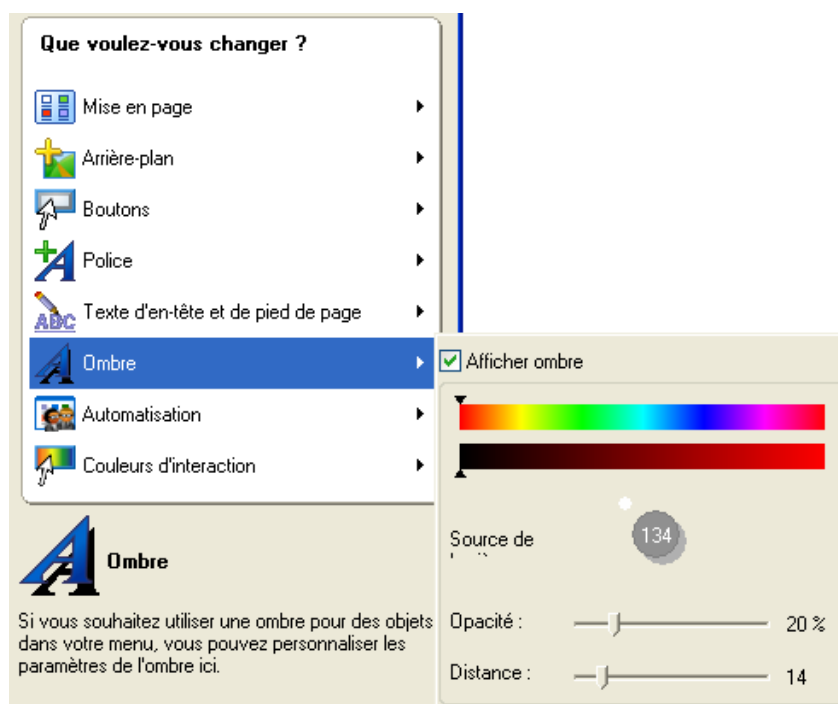 Que voulez-vous changer ?
Mise en page
Arrière-plan
Boutons
Police
Texte d'en-tête et de pied de page
Ombre
Automatisation
Couleurs d'interaction
Afficher ombre
Source de
134
Opacité : 20 %
Distance : 14
Ombre
Si vous souhaitez utiliser une ombre pour des objets
dans votre menu, vous pouvez personnaliser les
paramètres de l'ombre ici.